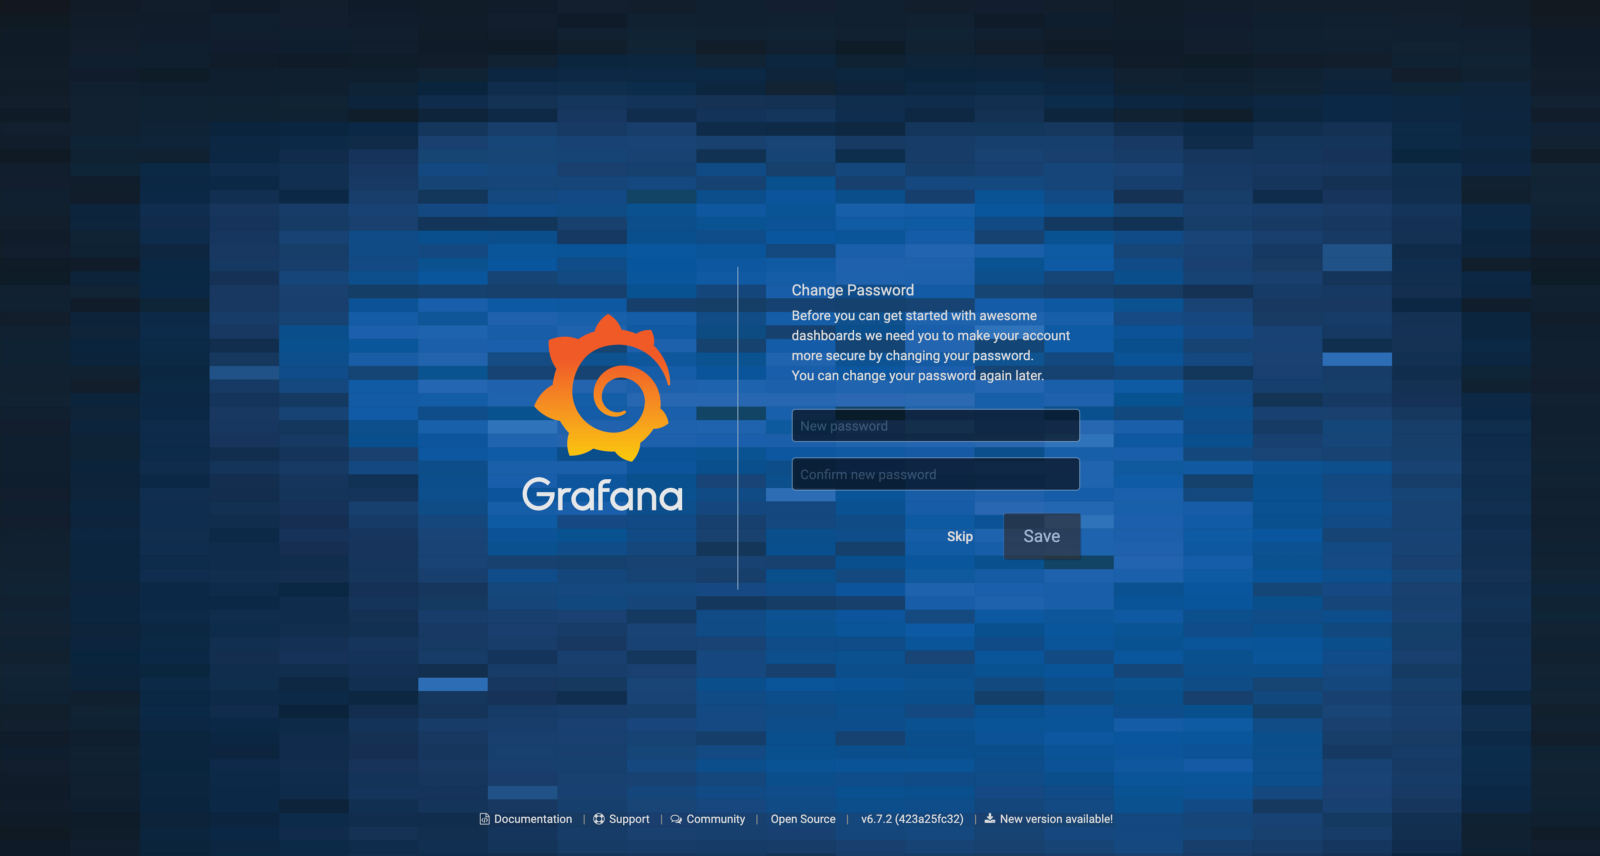 Grafana
Change Password
Before you can get started with awesome
dashboards we need you to make your account
more secure by changing your password.
You can change your password again later.
New password
Confirm new password
Skip
Save
Documentation | Support | Community | Open Source | v6.7.2 (423a25fc32) | New version available!